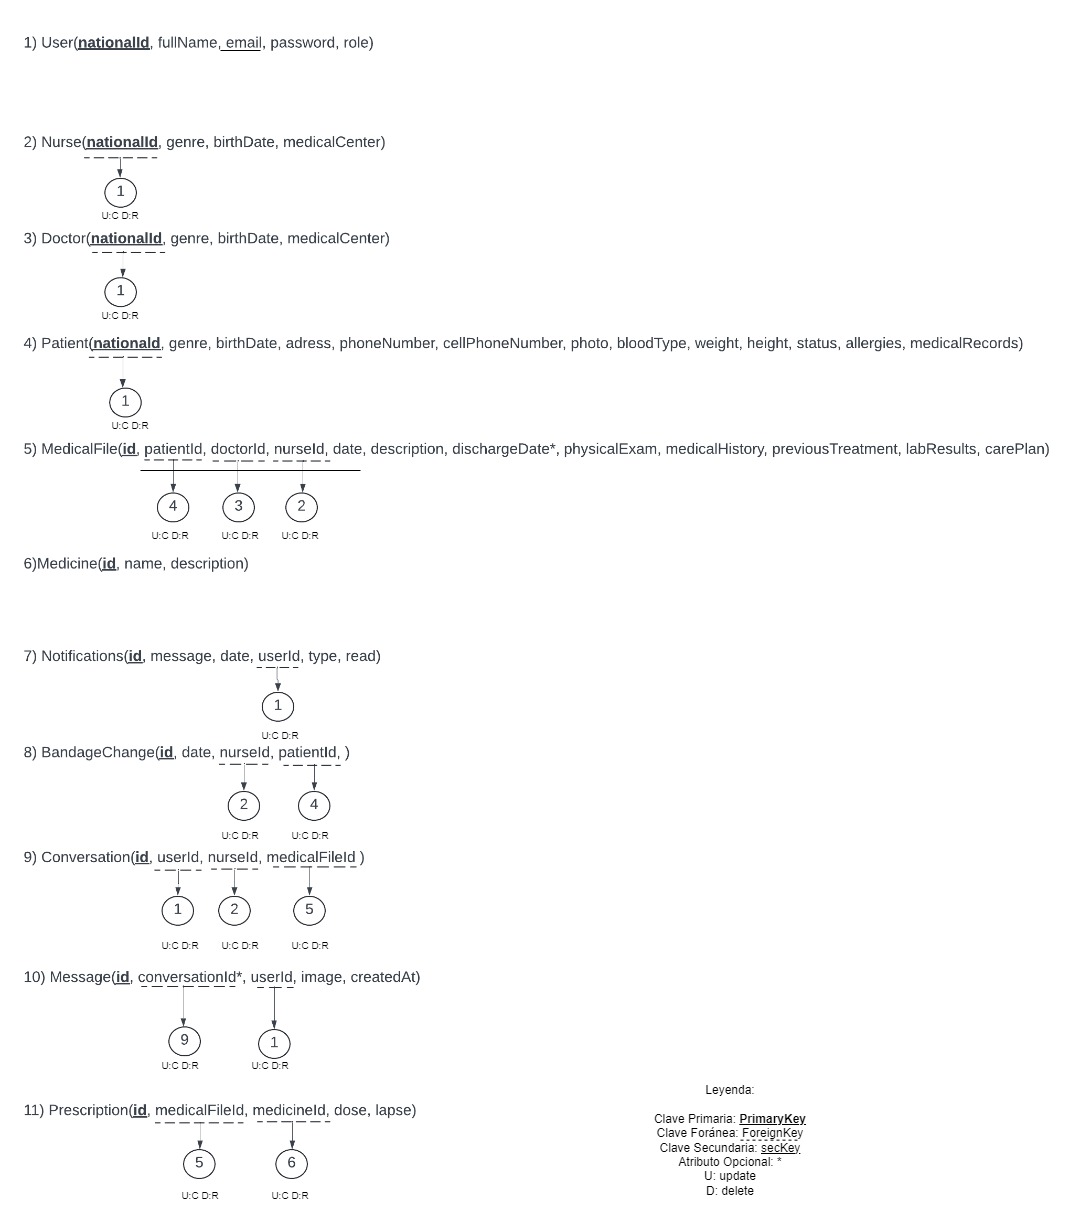 1) User(nationalId, fullName, email, password, role)
2) Nurse(nationalId, genre, birthDate, medicalCenter)
1
U:C D:R
3) Doctor(nationalId, genre, birthDate, medicalCenter)
1
U:C D:R
4) Patient(nationaId, genre, birthDate, adress, phoneNumber, cellPhoneNumber, photo, bloodType, weight, height, status, allergies, medicalRecords)
1
U:C D:R
5) MedicalFile(id, patientId, doctorId, nurseId, date, description, dischargeDate*, physicalExam, medicalHistory, previousTreatment, labResults, carePlan)
4 3 2
U:C D:R U:C D:R U:C D:R
6)Medicine(id, name, description)
7) Notifications(id, message, date, userId, type, read)
1
U:C D:R
8) BandageChange(id, date, nurseId, patientId, )
2 4
U:C D:R U:C D:R
9) Conversation(id, userId, nurseId, medicalFileId )
1 2 5
U:C D:R U:C D:R U:C D:R
10) Message(id, conversationId*, userId, image, createdAt)
9 1
U:C D:R U:C D:R
11) Prescription(id, medicalFileId, medicineId, dose, lapse)
5 6
U:C D:R U:C D:R
Leyenda:
Clave Primaria: PrimaryKey
Clave Foránea: ForeignKey
Clave Secundaria: secKey
Atributo Opcional: *
U: update
D: delete